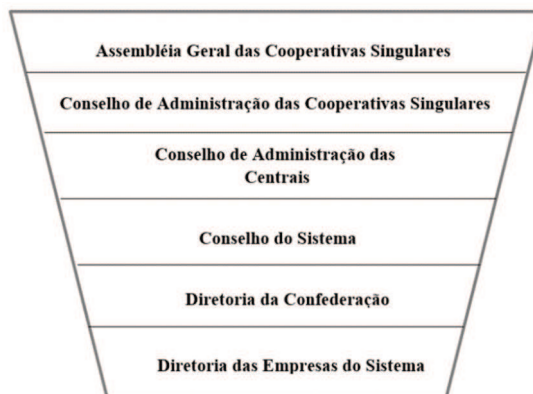 Assembléia Geral das Cooperativas Singulares
Conselho de Administração das Cooperativas Singulares
Conselho de Administração das
Centrais
Conselho do Sistema
Diretoria da Confederação
Diretoria das Empresas do Sistema